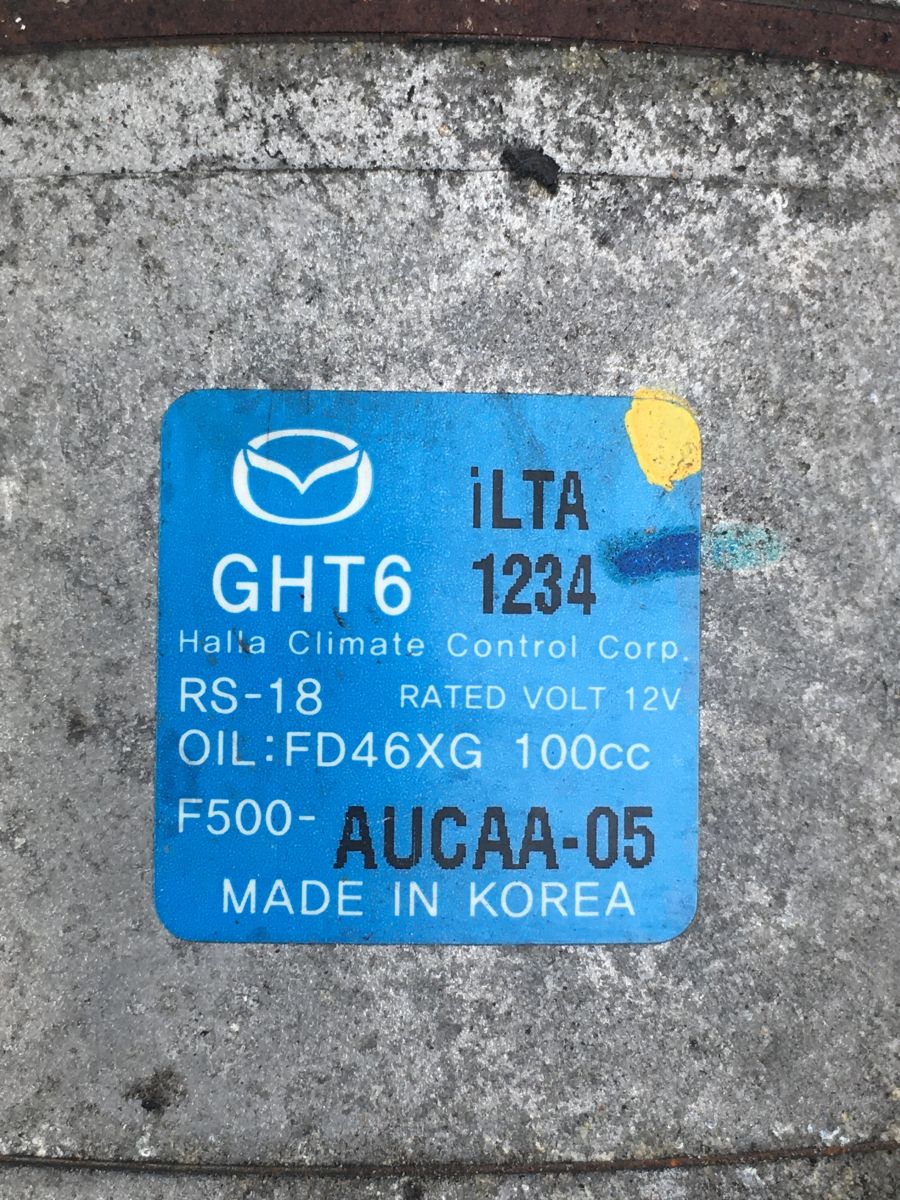 iLTA
GHT6 1234
Halla Climate Control Corp.
RS-18 RATED VOLT 12V
OIL:FD46XG 100cc
F500- AUCAA-05
MADE IN KOREA